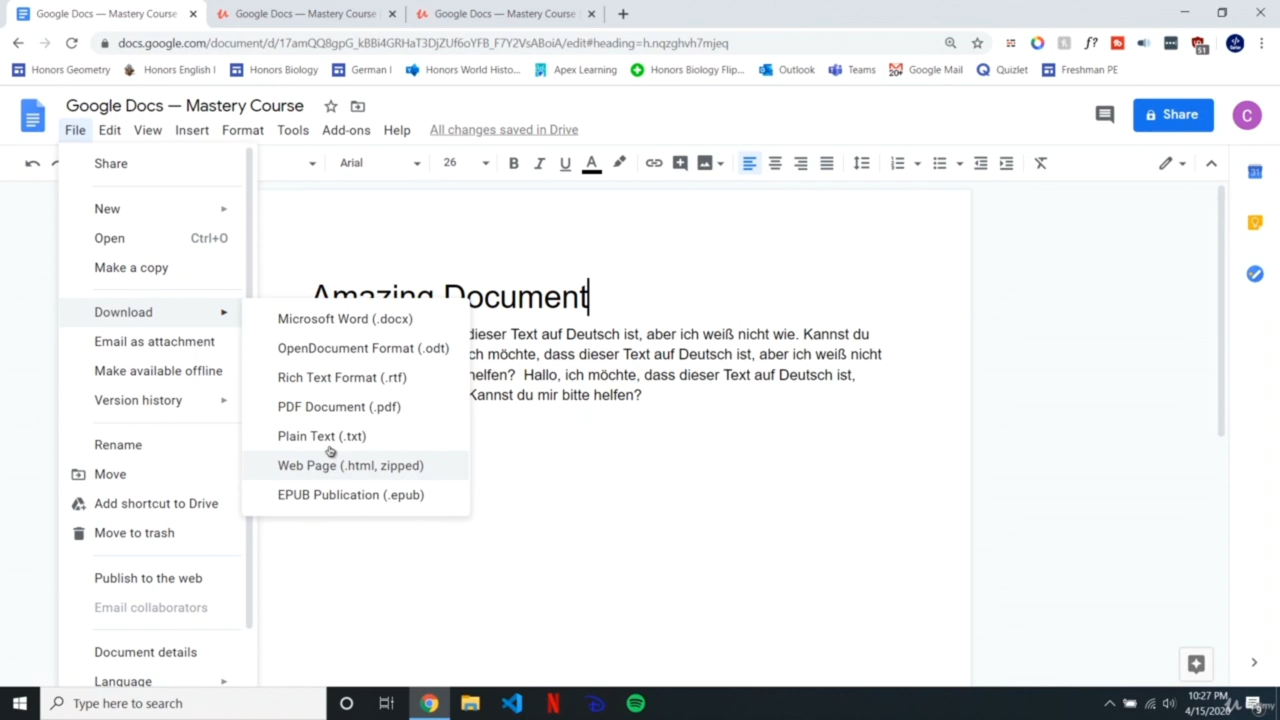 Google Docs — Mastery Course
Google Docs — Mastery Course
Google Docs — Mastery Course
docs.google.com/document/d/17amQQ8gpG_kBBi4GRHaT3DjZUf6oYFB_F7Y2VsABoiA/edit#heading=h.nqzghvh7mjeq
51
Honors Geometry
Honors English I
Honors Biology
German I
Honors World Histo...
Apex Learning
Honors Biology Flip...
Outlook
Teams
Google Mail
Quizlet
Freshman PE
Google Docs — Mastery Course
Share
C
File Edit View Insert Format Tools Add-ons Help All changes saved in Drive
Arial 26 B I U A
31
Share
New
Open Ctrl+O
Make a copy
Download
Email as attachment
Make available offline
Version history
Rename
Move
Add shortcut to Drive
Move to trash
Publish to the web
Email collaborators
Document details
Language
Microsoft Word (.docx)
OpenDocument Format (.odt)
Rich Text Format (.rtf)
PDF Document (.pdf)
Plain Text (.txt)
Web Page (.html, zipped)
EPUB Publication (.epub)
Amazing Document
dieser Text auf Deutsch ist, aber ich weiß nicht wie. Kannst du
ch möchte, dass dieser Text auf Deutsch ist, aber ich weiß nicht
helfen? Hallo, ich möchte, dass dieser Text auf Deutsch ist,
Kannst du mir bitte helfen?
Type here to search
10:27 PM
4/15/2020